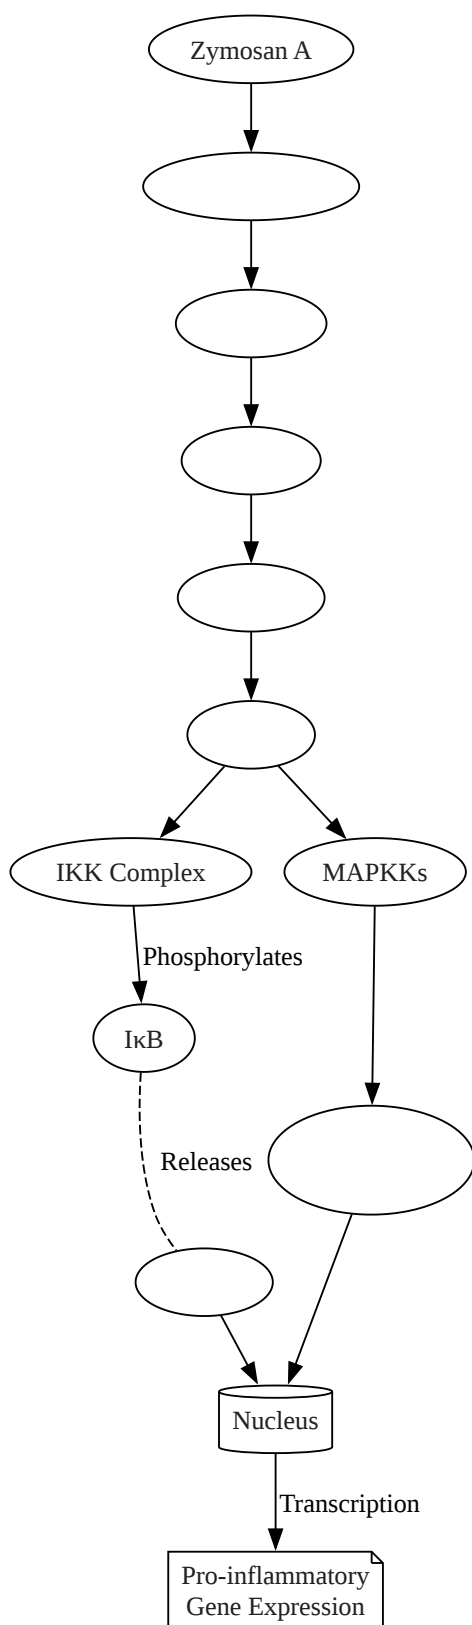 Zymosan A
IKK Complex
MAPKKs
Phosphorylates
IκB
Releases
Nucleus
Transcription
Pro-inflammatory
Gene Expression